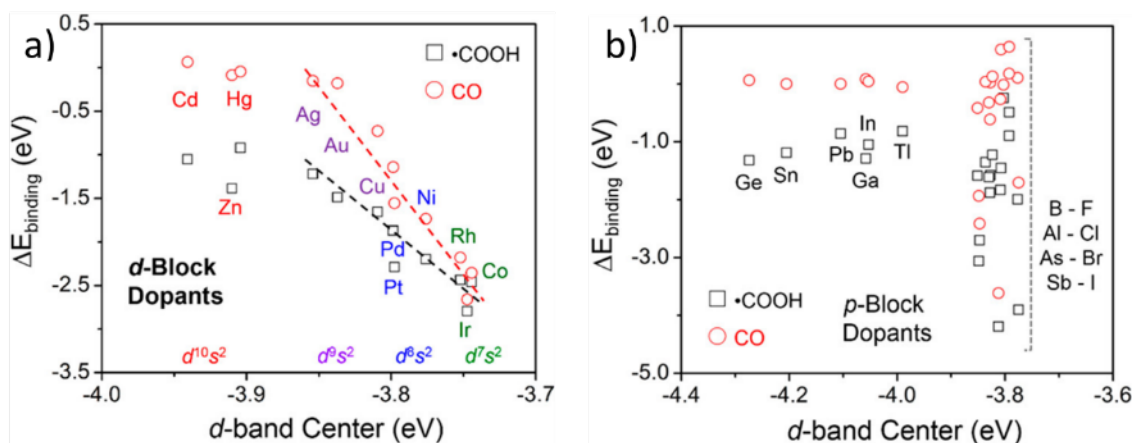 a)
ΔE_binding (eV)
0.5
-0.5
-1.5
-2.5
-3.5
•COOH
CO
Cd
Hg
Zn
Ag
Au
Cu
Ni
Pd
Pt
Rh
Co
Ir
d-Block
Dopants
d¹⁰s²
d⁹s²
d⁸s²
d⁷s²
-4.0
-3.9
-3.8
-3.7
d-band Center (eV)
b)
ΔE_binding (eV)
1.0
-1.0
-3.0
-5.0
Ge
Sn
Pb
In
Ga
Tl
B - F
Al - Cl
As - Br
Sb - I
•COOH
CO
p-Block
Dopants
-4.4
-4.2
-4.0
-3.8
-3.6
d-band Center (eV)